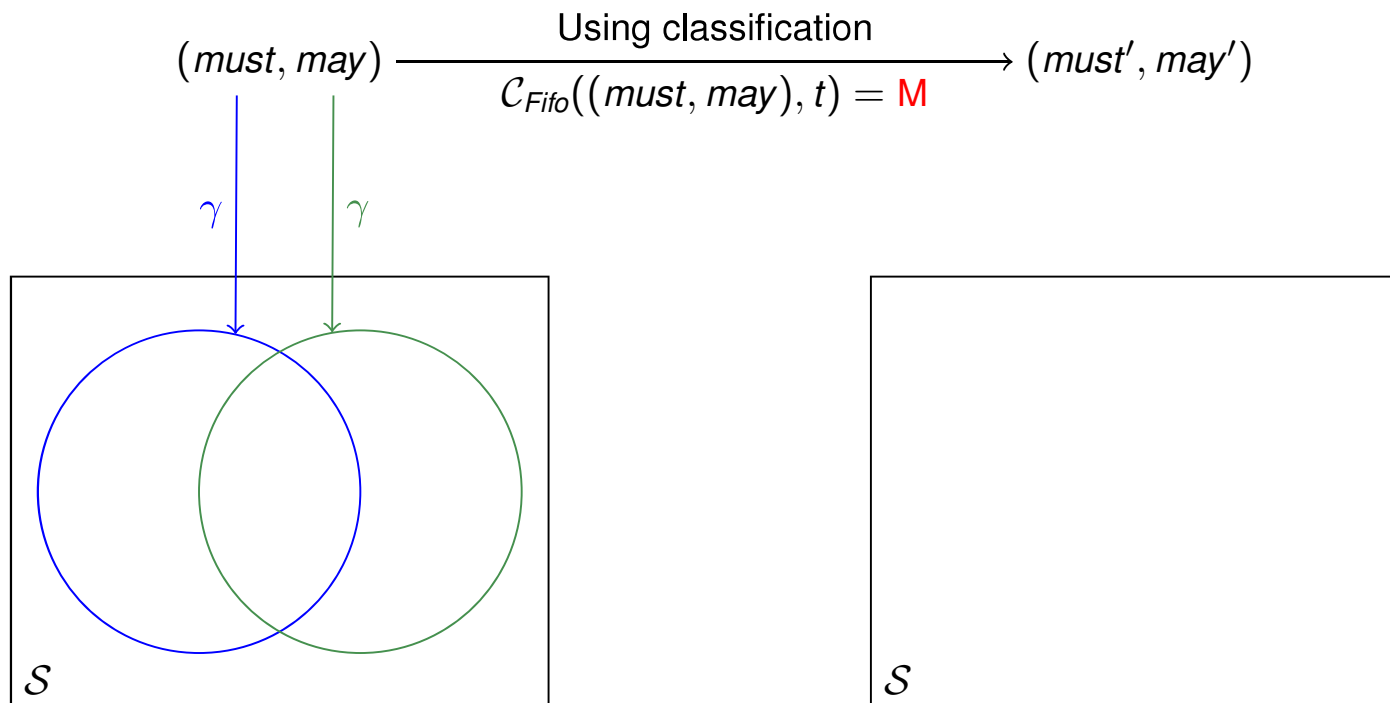 Using classification
(must, may) (must′, may′)
𝒞Fifo((must, may), t) = M
γ γ
𝒮 𝒮